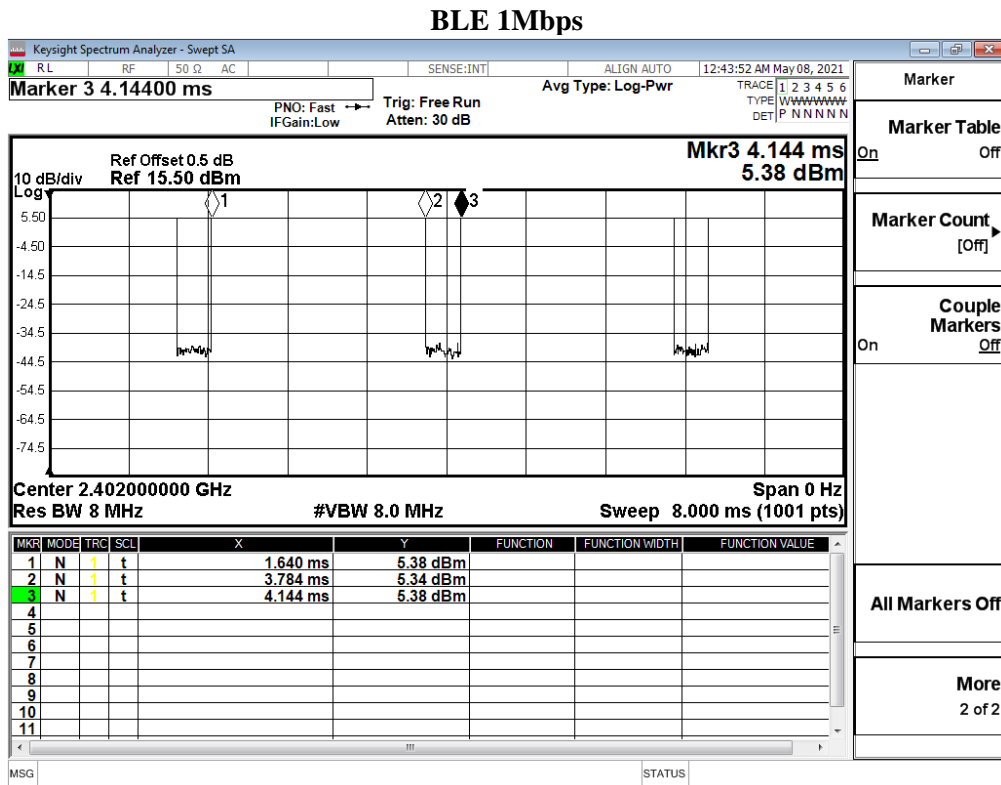 BLE 1Mbps
Keysight Spectrum Analyzer - Swept SA
LXI RL RF 50 Ω AC SENSE:INT ALIGN AUTO 12:43:52 AM May 08, 2021
Marker 3 4.14400 ms
PNO: Fast
IFGain:Low
Trig: Free Run
Atten: 30 dB
Avg Type: Log-Pwr
TRACE 1 2 3 4 5 6
TYPE WWWWWW
DET P N N N N N
Mkr3 4.144 ms
5.38 dBm
Ref Offset 0.5 dB
10 dB/div Ref 15.50 dBm
Log
1 2 3
5.50
-4.50
-14.5
-24.5
-34.5
-44.5
-54.5
-64.5
-74.5
Center 2.402000000 GHz Span 0 Hz
Res BW 8 MHz #VBW 8.0 MHz Sweep 8.000 ms (1001 pts)
MKR MODE TRC SCL X Y FUNCTION FUNCTION WIDTH FUNCTION VALUE
1 N 1 t 1.640 ms 5.38 dBm
2 N 1 t 3.784 ms 5.34 dBm
3 N 1 t 4.144 ms 5.38 dBm
4
5
6
7
8
9
10
11
MSG STATUS
Marker
Marker Table
On Off
Marker Count
[Off]
Couple
Markers
On Off
All Markers Off
More
2 of 2